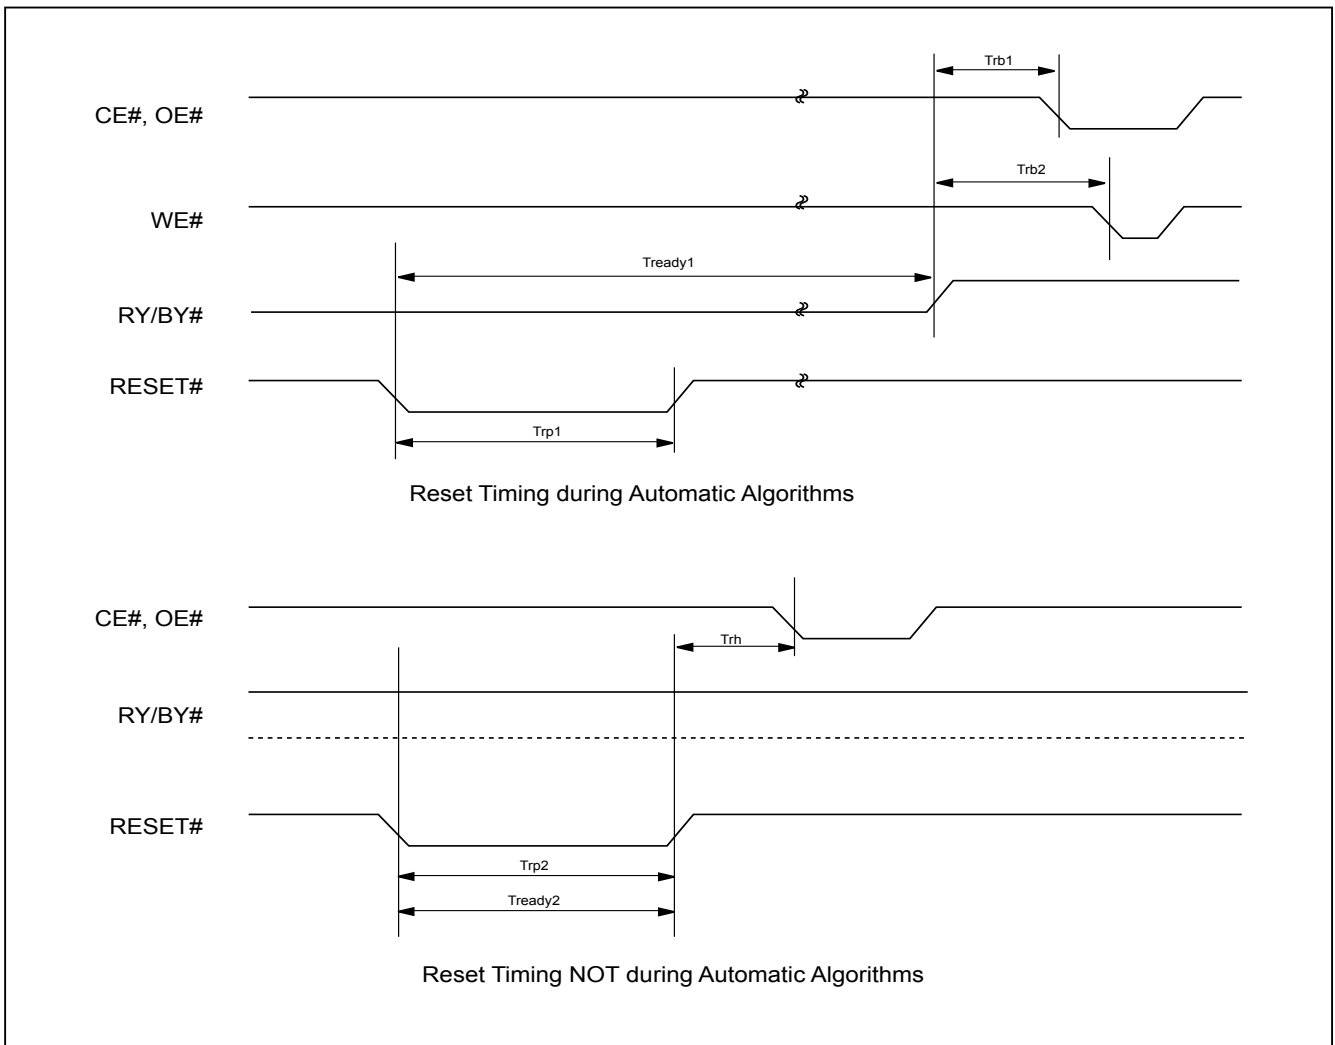 Trb1
CE#, OE#
Trb2
WE#
Tready1
RY/BY#
RESET#
Trp1
Reset Timing during Automatic Algorithms
CE#, OE#
Trh
RY/BY#
RESET#
Trp2
Tready2
Reset Timing NOT during Automatic Algorithms